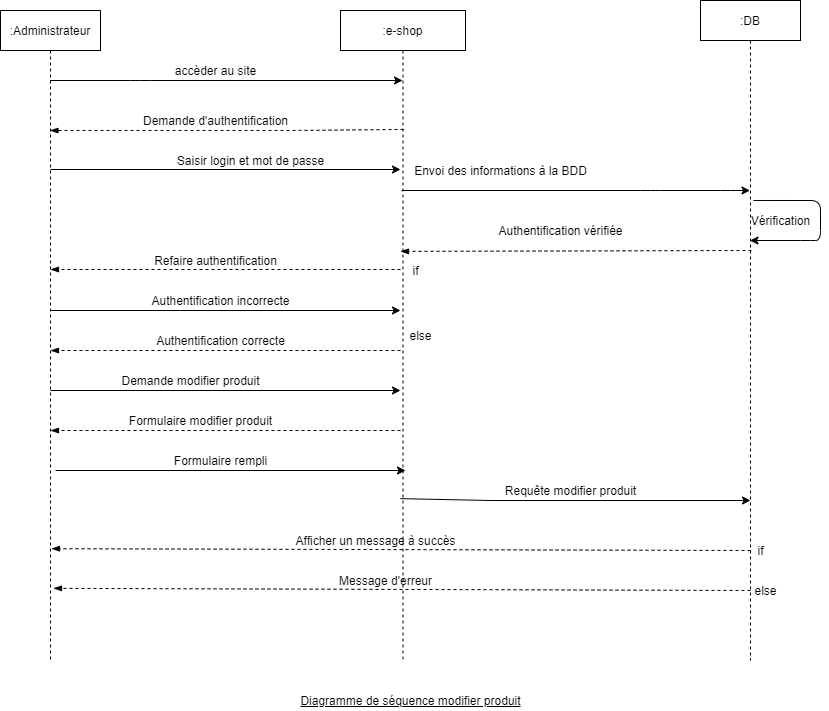 :Administrateur
:e-shop
:DB
accèder au site
Demande d'authentification
Saisir login et mot de passe
Envoi des informations à la BDD
Vérification
Authentification vérifiée
Refaire authentification
if
Authentification incorrecte
else
Authentification correcte
Demande modifier produit
Formulaire modifier produit
Formulaire rempli
Requête modifier produit
Afficher un message à succès
if
Message d'erreur
else
Diagramme de séquence modifier produit